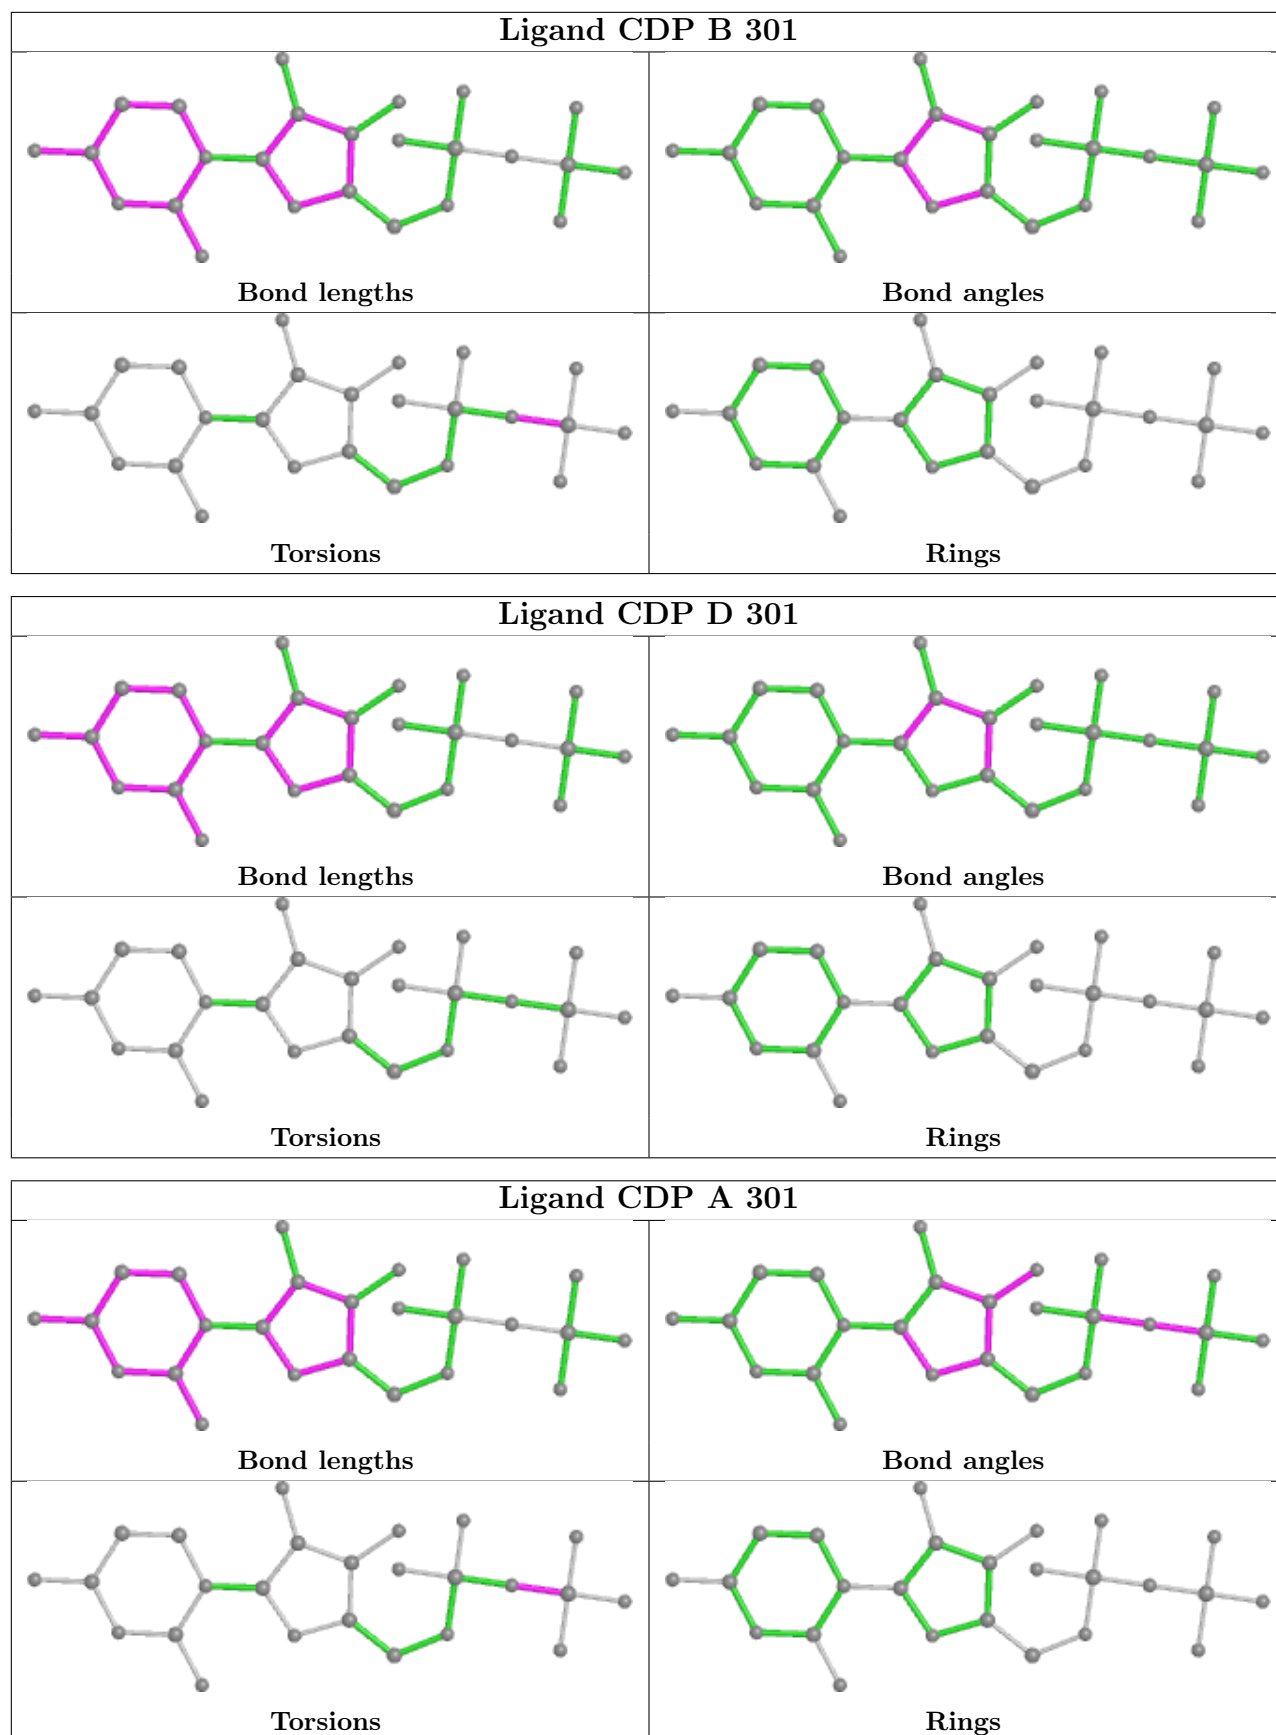 Ligand CDP B 301
Bond lengths
Bond angles
Torsions
Rings
Ligand CDP D 301
Bond lengths
Bond angles
Torsions
Rings
Ligand CDP A 301
Bond lengths
Bond angles
Torsions
Rings